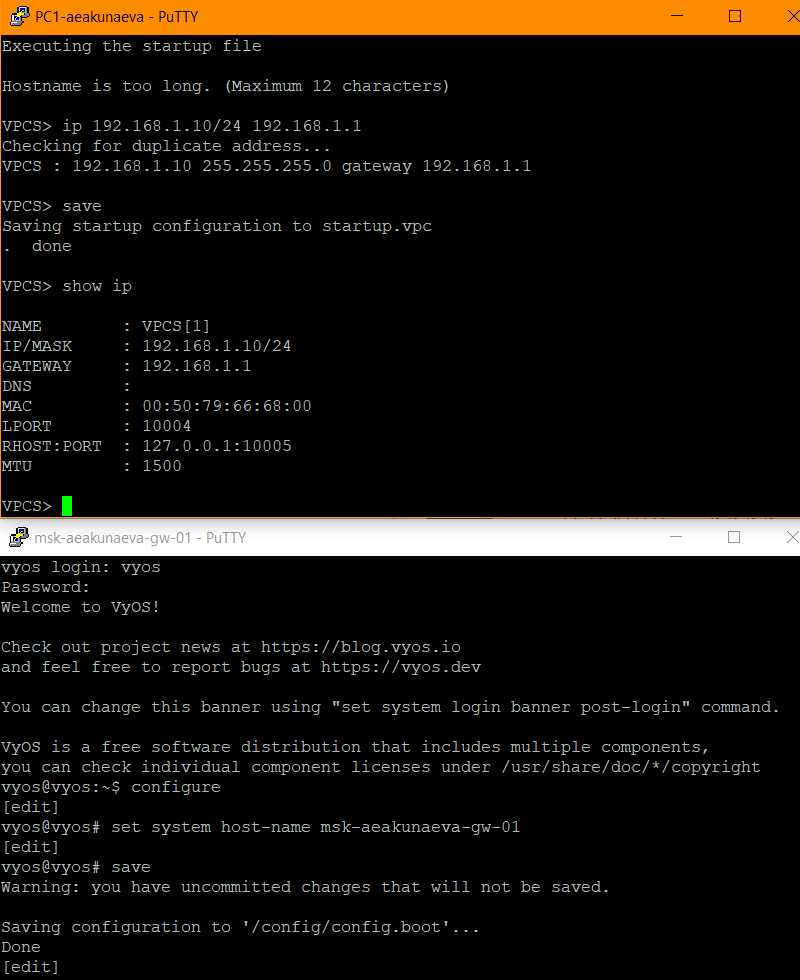 PC1-aeakunaeva - PuTTY
Executing the startup file
Hostname is too long. (Maximum 12 characters)
VPCS> ip 192.168.1.10/24 192.168.1.1
Checking for duplicate address...
VPCS : 192.168.1.10 255.255.255.0 gateway 192.168.1.1
VPCS> save
Saving startup configuration to startup.vpc
.  done
VPCS> show ip
NAME        : VPCS[1]
IP/MASK     : 192.168.1.10/24
GATEWAY     : 192.168.1.1
DNS         :
MAC         : 00:50:79:66:68:00
LPORT       : 10004
RHOST:PORT  : 127.0.0.1:10005
MTU         : 1500
VPCS>
msk-aeakunaeva-gw-01 - PuTTY
vyos login: vyos
Password:
Welcome to VyOS!
Check out project news at https://blog.vyos.io
and feel free to report bugs at https://vyos.dev
You can change this banner using "set system login banner post-login" command.
VyOS is a free software distribution that includes multiple components,
you can check individual component licenses under /usr/share/doc/*/copyright
vyos@vyos:~$ configure
[edit]
vyos@vyos# set system host-name msk-aeakunaeva-gw-01
[edit]
vyos@vyos# save
Warning: you have uncommitted changes that will not be saved.
Saving configuration to '/config/config.boot'...
Done
[edit]